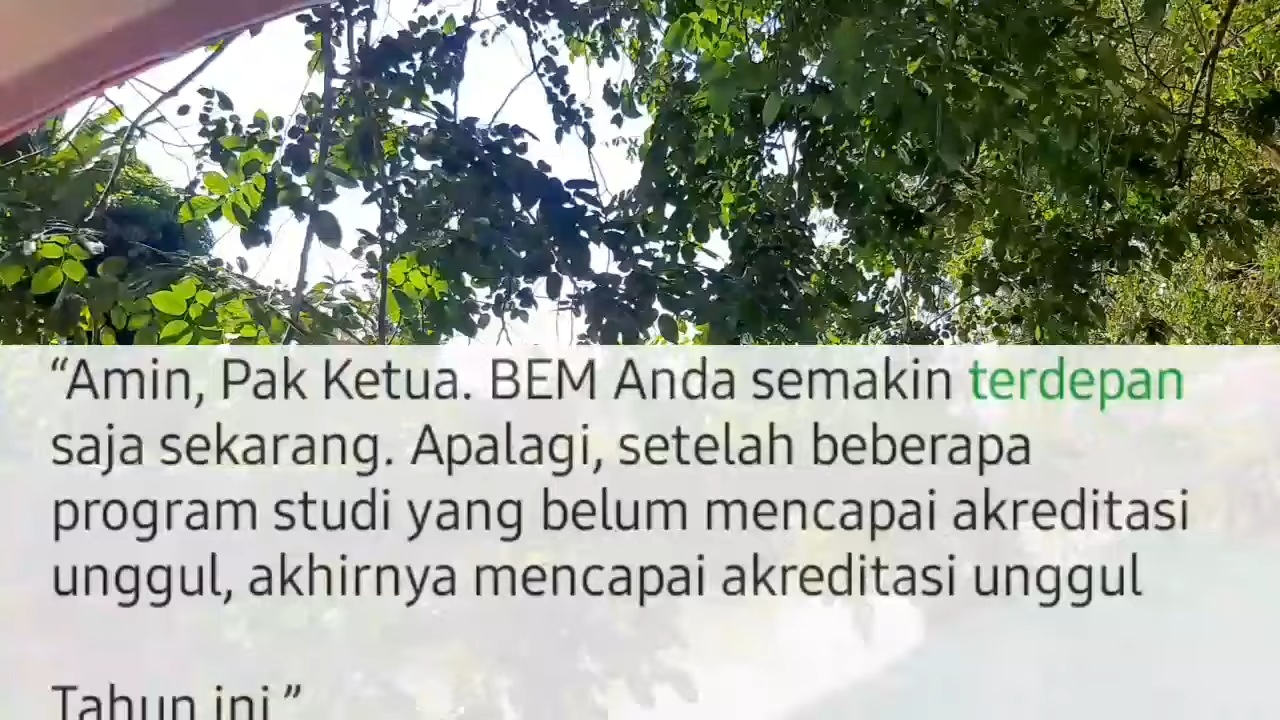 “Amin, Pak Ketua. BEM Anda semakin terdepan
saja sekarang. Apalagi, setelah beberapa
program studi yang belum mencapai akreditasi
unggul, akhirnya mencapai akreditasi unggul
Tahun ini”